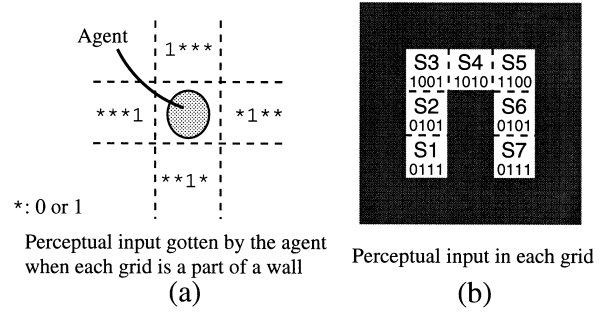 Agent
1***
***1
*1**
**1*
*: 0 or 1
Perceptual input gotten by the agent
when each grid is a part of a wall
(a)
S3 S4 S5
1001 1010 1100
S2 S6
0101 0101
S1 S7
0111 0111
Perceptual input in each grid
(b)